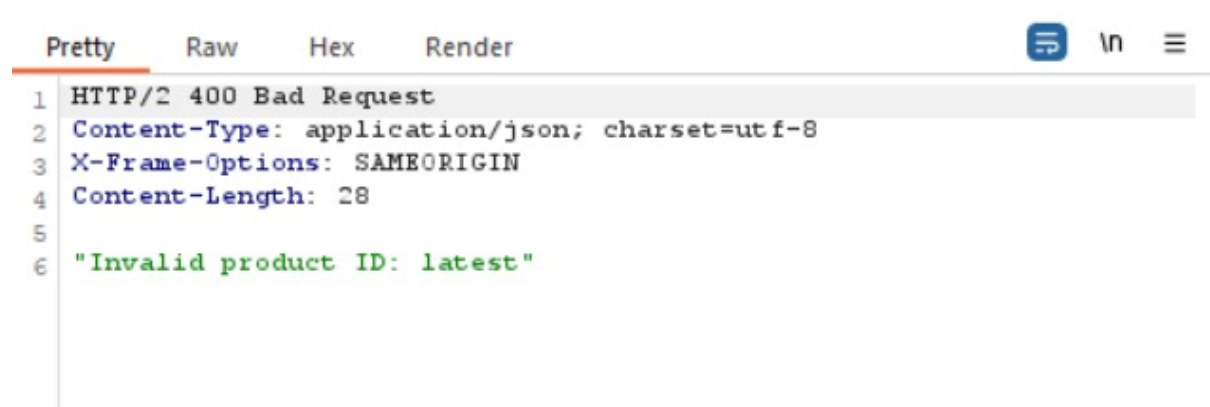 Pretty Raw Hex Render \n
1 HTTP/2 400 Bad Request
2 Content-Type: application/json; charset=utf-8
3 X-Frame-Options: SAMEORIGIN
4 Content-Length: 28
5
6 "Invalid product ID: latest"